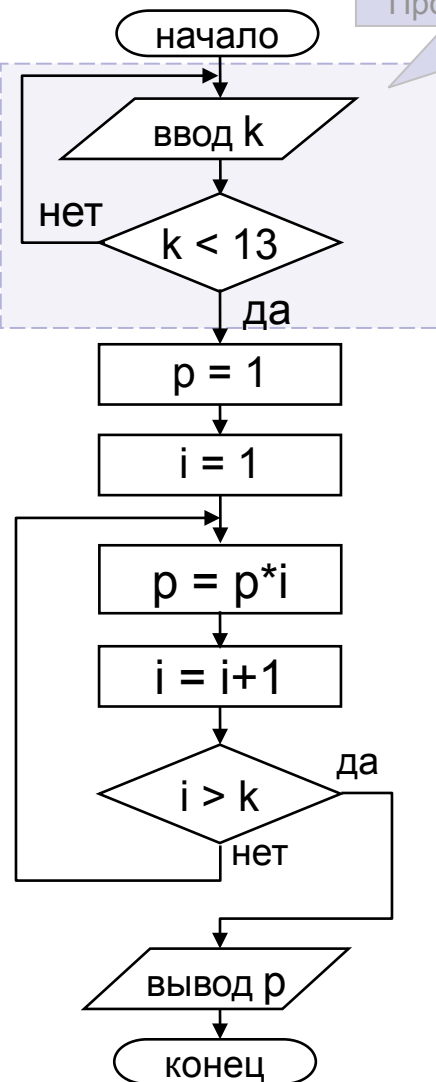 начало
ввод k
нет
k < 13
да
p = 1
i = 1
p = p*i
i = i+1
да
i > k
нет
вывод p
конец